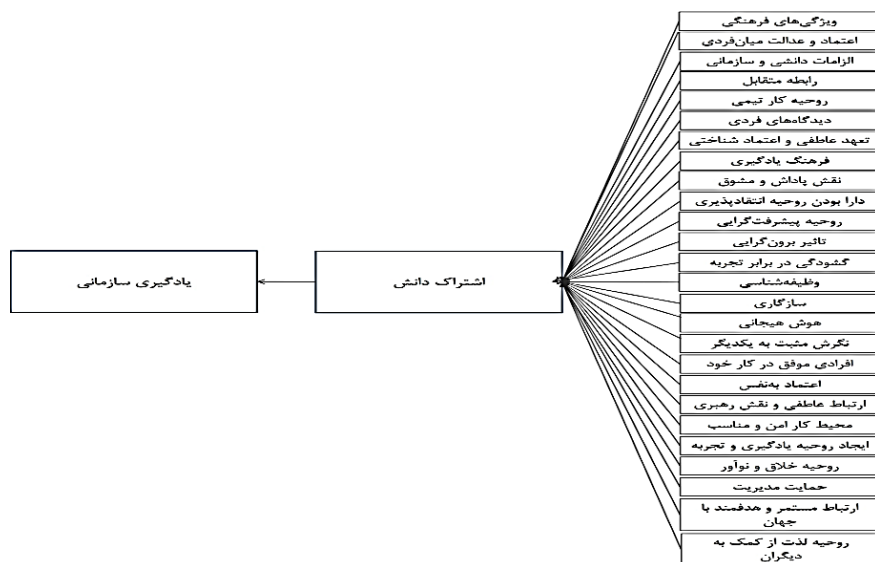 ویژگی‌های فرهنگی
اعتماد و عدالت میان‌فردی
الزامات دانشی و سازمانی
رابطه متقابل
روحیه کار تیمی
دیدگاه‌های فردی
تعهد عاطفی و اعتماد شناختی
فرهنگ یادگیری
نقش پاداش و مشوق
دارا بودن روحیه انتقادپذیری
روحیه پیشرفت‌گرایی
تاثیر برون‌گرایی
گشودگی در برابر تجربه
وظیفه‌شناسی
سازگاری
هوش هیجانی
نگرش مثبت به یکدیگر
افرادی موفق در کار خود
اعتماد به‌نفس
ارتباط عاطفی و نقش رهبری
محیط کار امن و مناسب
ایجاد روحیه یادگیری و تجربه
روحیه خلاق و نوآور
حمایت مدیریت
ارتباط مستمر و هدفمند با
جهان
روحیه لذت از کمک به
دیگران
اشتراک دانش
یادگیری سازمانی